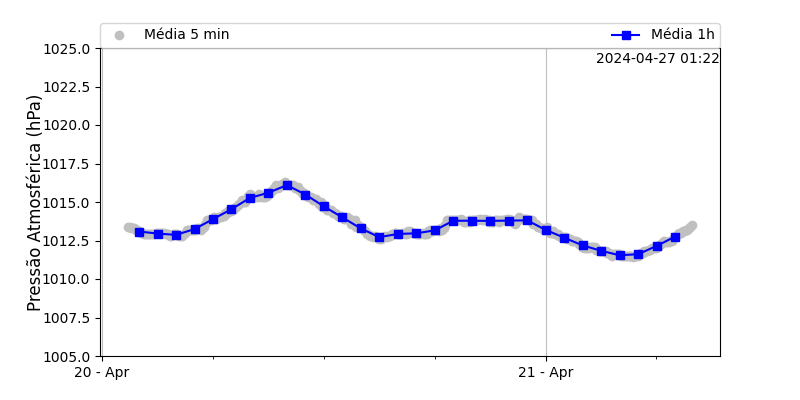 Média 5 min
Média 1h
2024-04-27 01:22
Pressão Atmosférica (hPa)
1025.0
1022.5
1020.0
1017.5
1015.0
1012.5
1010.0
1007.5
1005.0
20 - Apr
21 - Apr